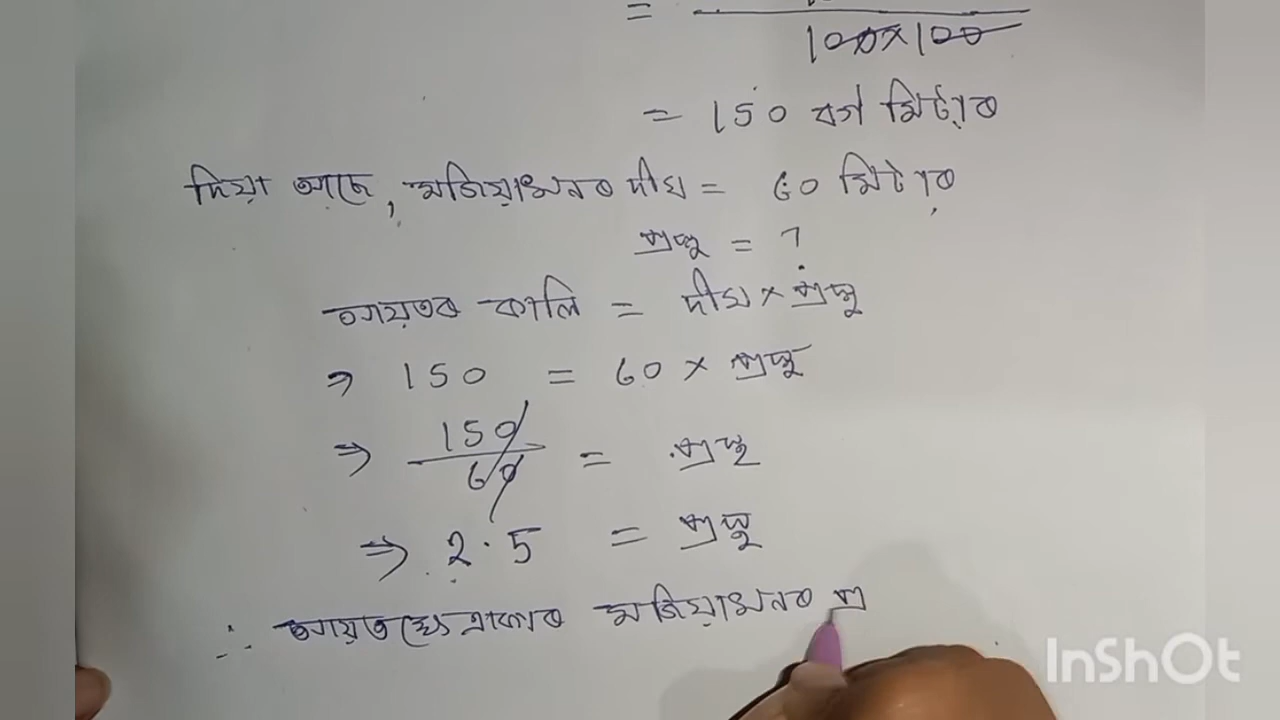 =
100×100
= 150 বৰ্গ মিটাৰ
দিয়া আছে, মজিয়াখনৰ দীঘ = 60 মিটাৰ
প্ৰস্থ = ?
আয়তৰ কালি = দীঘ × প্ৰস্থ
⇒ 150 = 60 × প্ৰস্থ
⇒ 150/60 = প্ৰস্থ
⇒ 2.5 = প্ৰস্থ
∴ আয়তক্ষেত্ৰাকাৰ মজিয়াখনৰ প্ৰ
InShOt